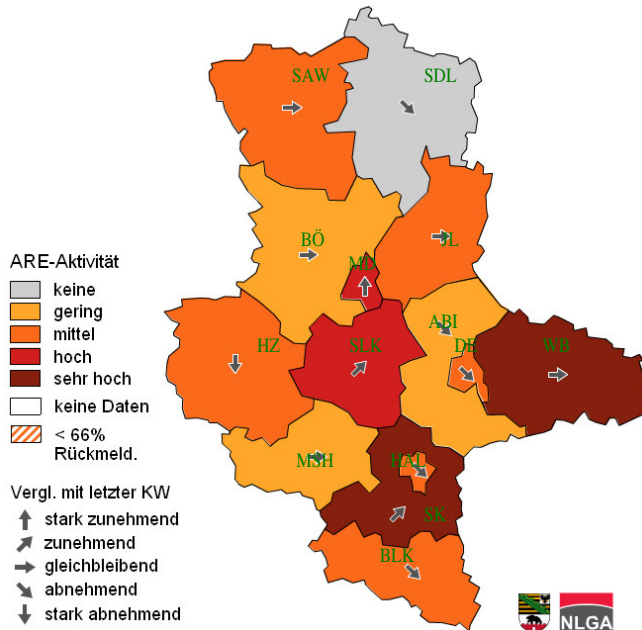 SAW
SDL
BÖ
JL
MD
ARE-Aktivität
keine
gering
mittel
hoch
sehr hoch
keine Daten
< 66%
Rückmeld.
HZ
SLK
ABI
DE
WB
MSH
HAL
SK
BLK
Vergl. mit letzter KW
stark zunehmend
zunehmend
gleichbleibend
abnehmend
stark abnehmend
NLGA